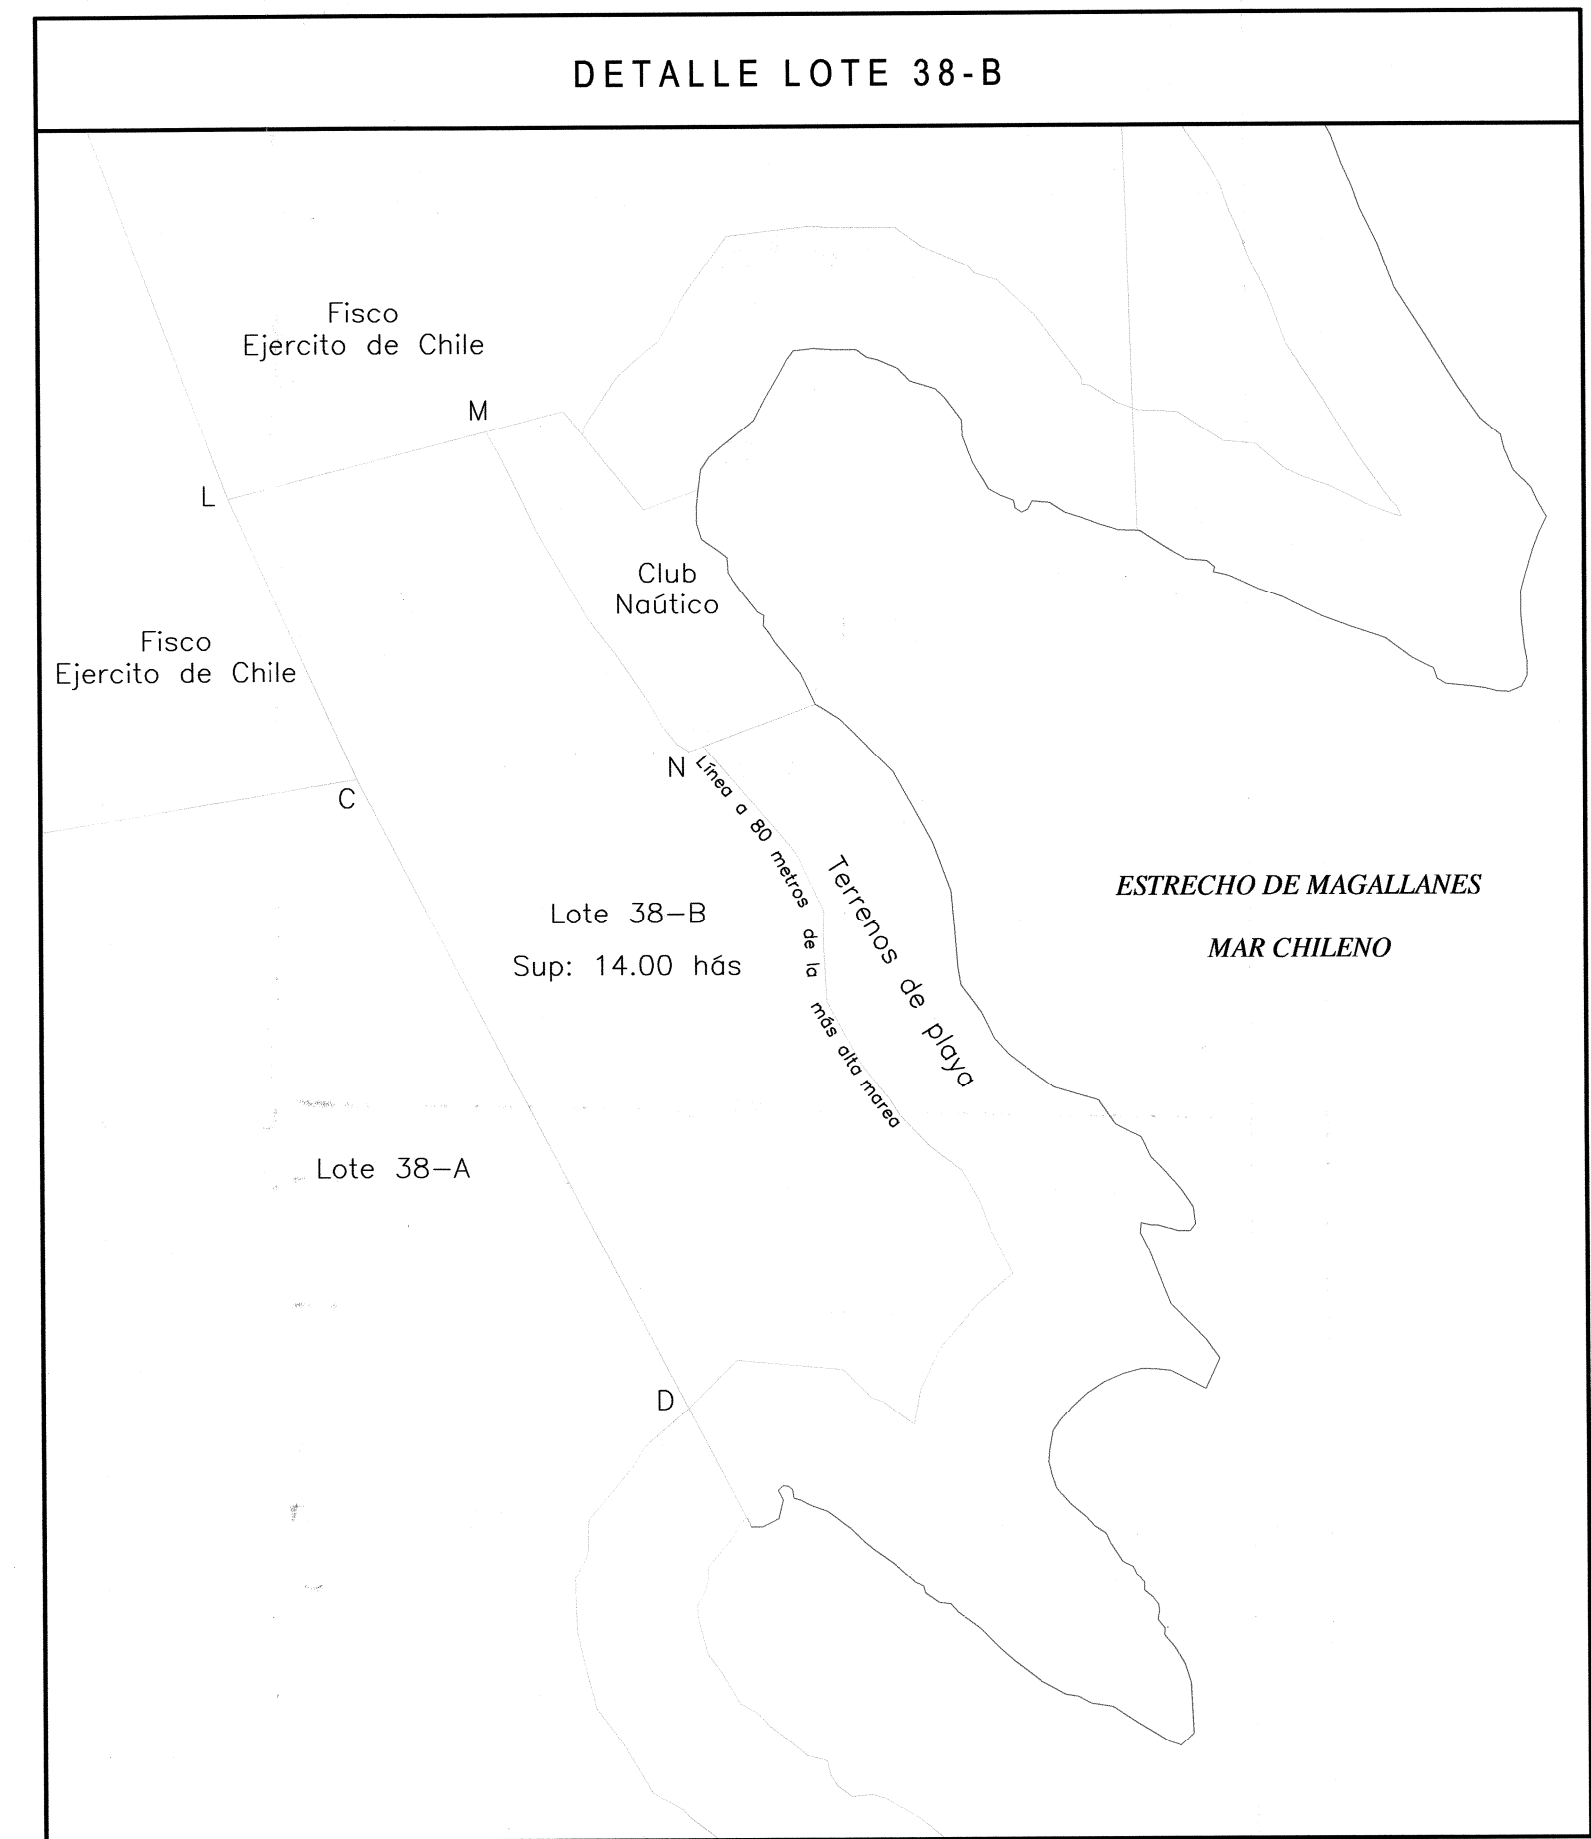 DETALLE LOTE 38-B
Fisco
Ejercito de Chile
M
L
Club
Naútico
Fisco
Ejercito de Chile
N
C
Línea a 80 metros de la más alta marea
Terrenos de playa
ESTRECHO DE MAGALLANES
MAR CHILENO
Lote 38-B
Sup: 14.00 hás
Lote 38-A
D